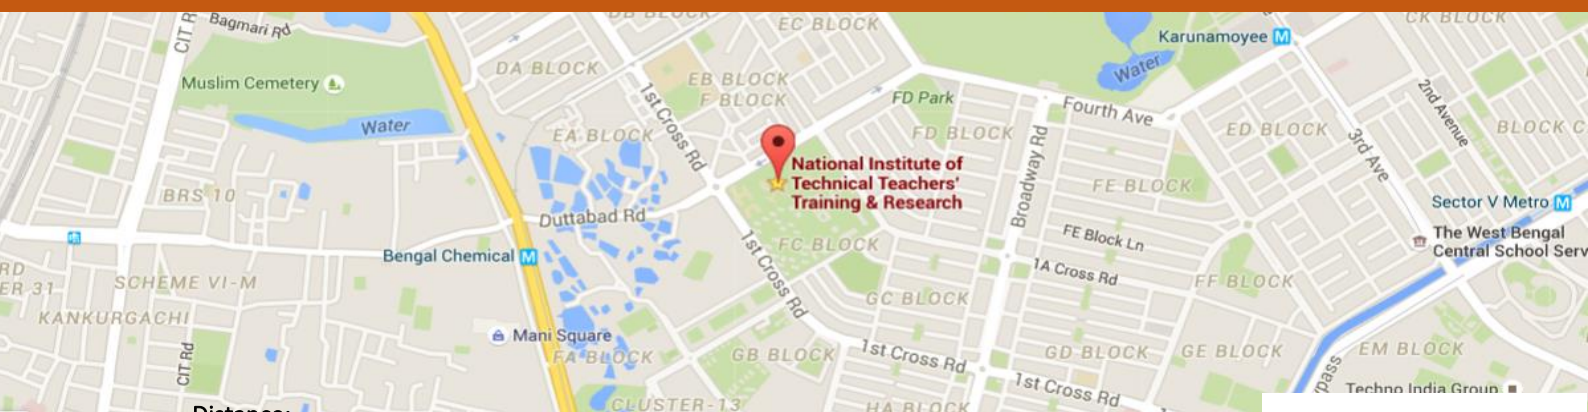 DB BLOCK
EC BLOCK
CK BLOCK
Bagmari Rd
CIT R
Karunamoyee M
DA BLOCK
EB BLOCK
F BLOCK
Muslim Cemetery
1st Cross Rd
FD Park
Water
Fourth Ave
2nd Avenue
Water
EA BLOCK
FD BLOCK
ED BLOCK
BLOCK C
3rd Ave
National Institute of
Technical Teachers'
Training & Research
Broadway Rd
BRS 10
FE BLOCK
Sector V Metro M
Duttabad Rd
The West Bengal
Central School Serv
FE Block Ln
FC BLOCK
1st Cross Rd
Bengal Chemical M
1A Cross Rd
RD
ER 31
SCHEME VI-M
FF BLOCK
GC BLOCK
KANKURGACHI
Mani Square
FA BLOCK
GB BLOCK
1st Cross Rd
GD BLOCK
GE BLOCK
EM BLOCK
CIT Rd
1st Cross Rd
ypass
Techno India Group
CLUSTER-13
HA BLOCK
Distance: